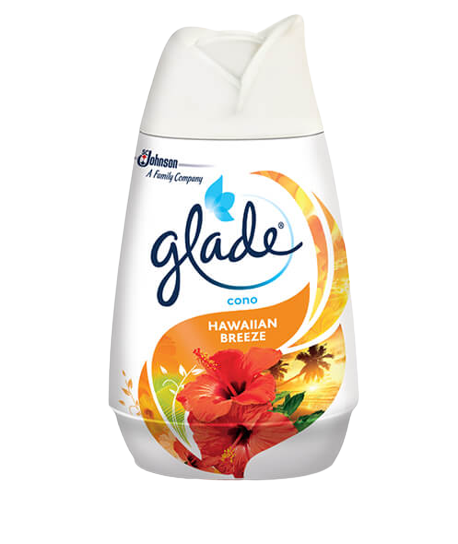 SC Johnson
A Family Company
glade®
cono
HAWAIIAN
BREEZE